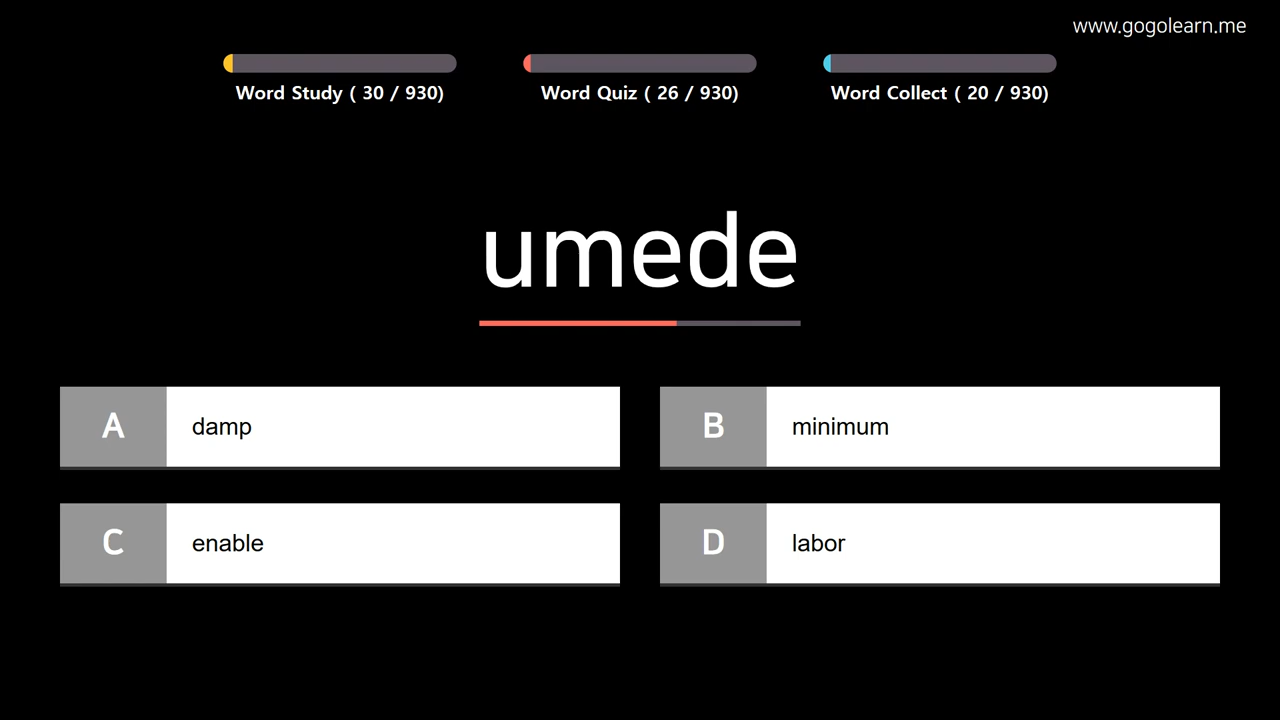 www.gogolearn.me
Word Study ( 30 / 930)
Word Quiz ( 26 / 930)
Word Collect ( 20 / 930)
umede
A damp
B minimum
C enable
D labor